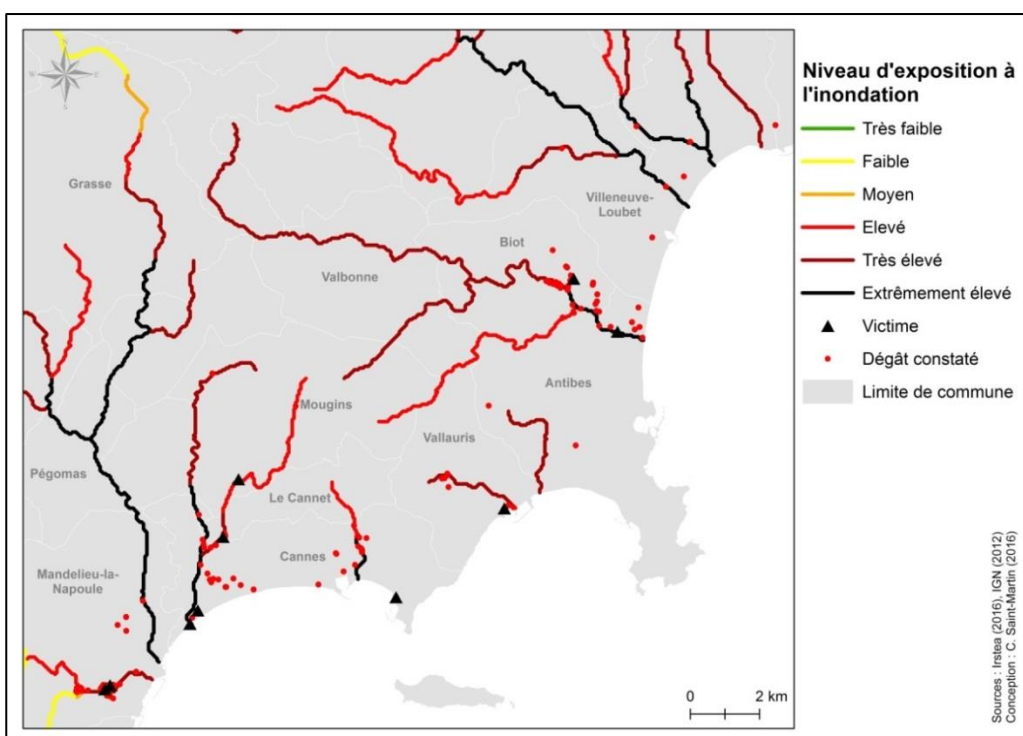 Grasse
Villeneuve-
Loubet
Biot
Valbonne
Antibes
Mougins
Vallauris
Pégomas
Le Cannet
Cannes
Mandelieu-la-
Napoule
0 2 km
Niveau d'exposition à
l'inondation
Très faible
Faible
Moyen
Elevé
Très élevé
Extrêmement élevé
Victime
Dégât constaté
Limite de commune
Sources : Irstea (2016), IGN (2012)
Conception : C. Saint-Martin (2016)